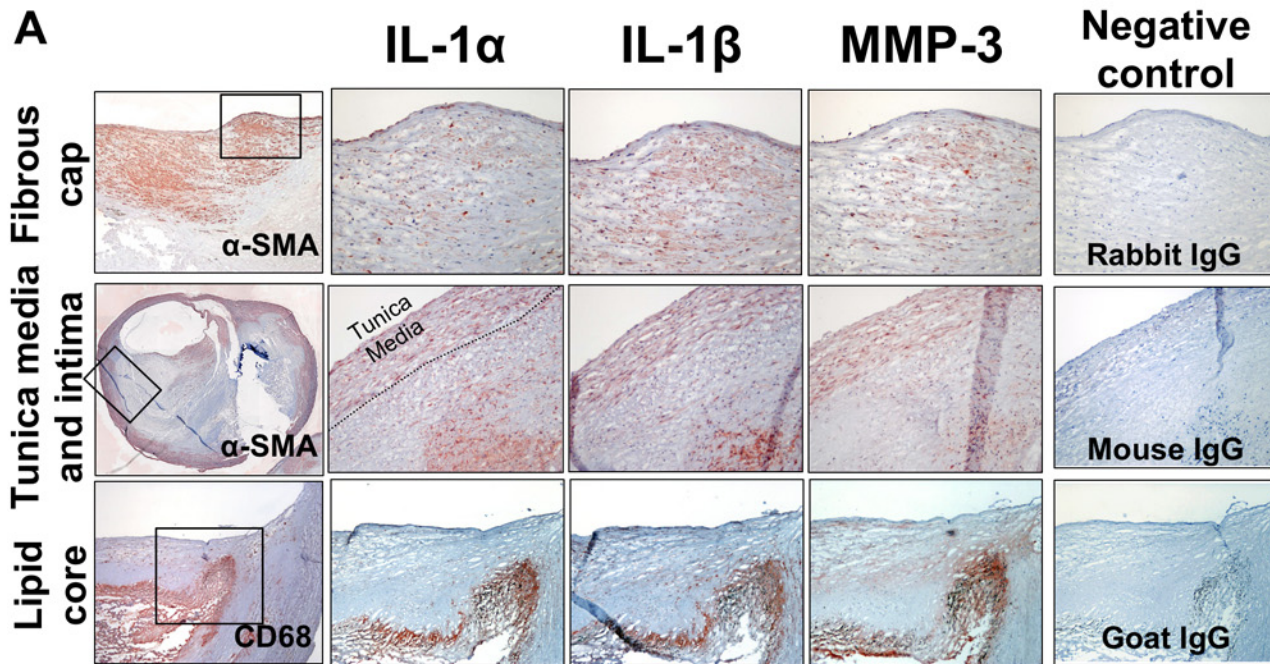 A
IL-1α
IL-1β
MMP-3
Negative
control
Fibrous
cap
α-SMA
Rabbit IgG
Tunica media
and intima
α-SMA
Tunica
Media
Mouse IgG
Lipid
core
CD68
Goat IgG